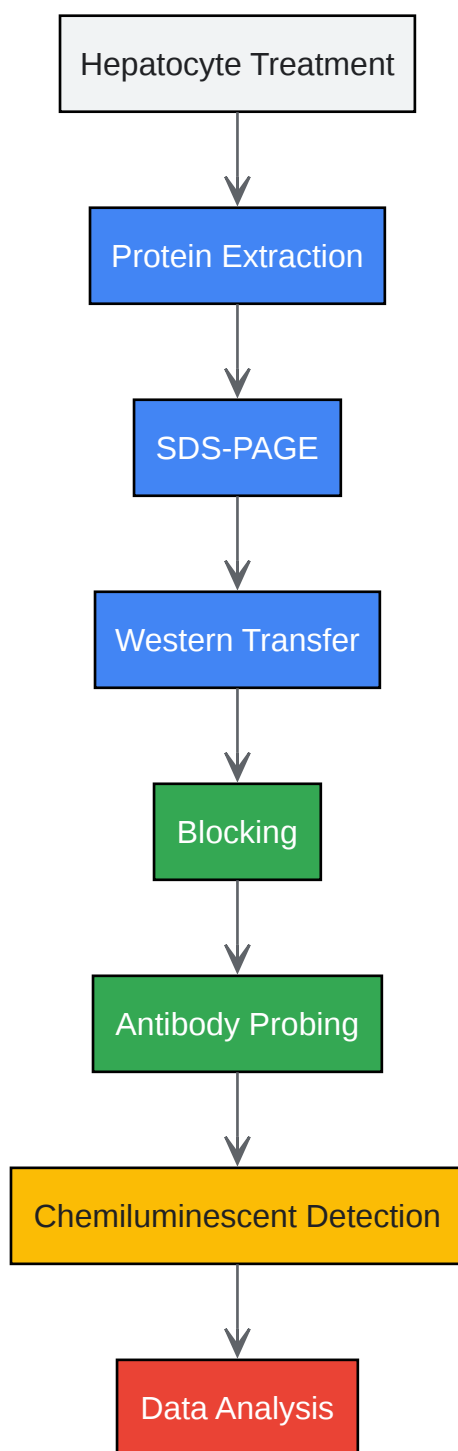 Hepatocyte Treatment
Protein Extraction
SDS-PAGE
Western Transfer
Blocking
Antibody Probing
Chemiluminescent Detection
Data Analysis